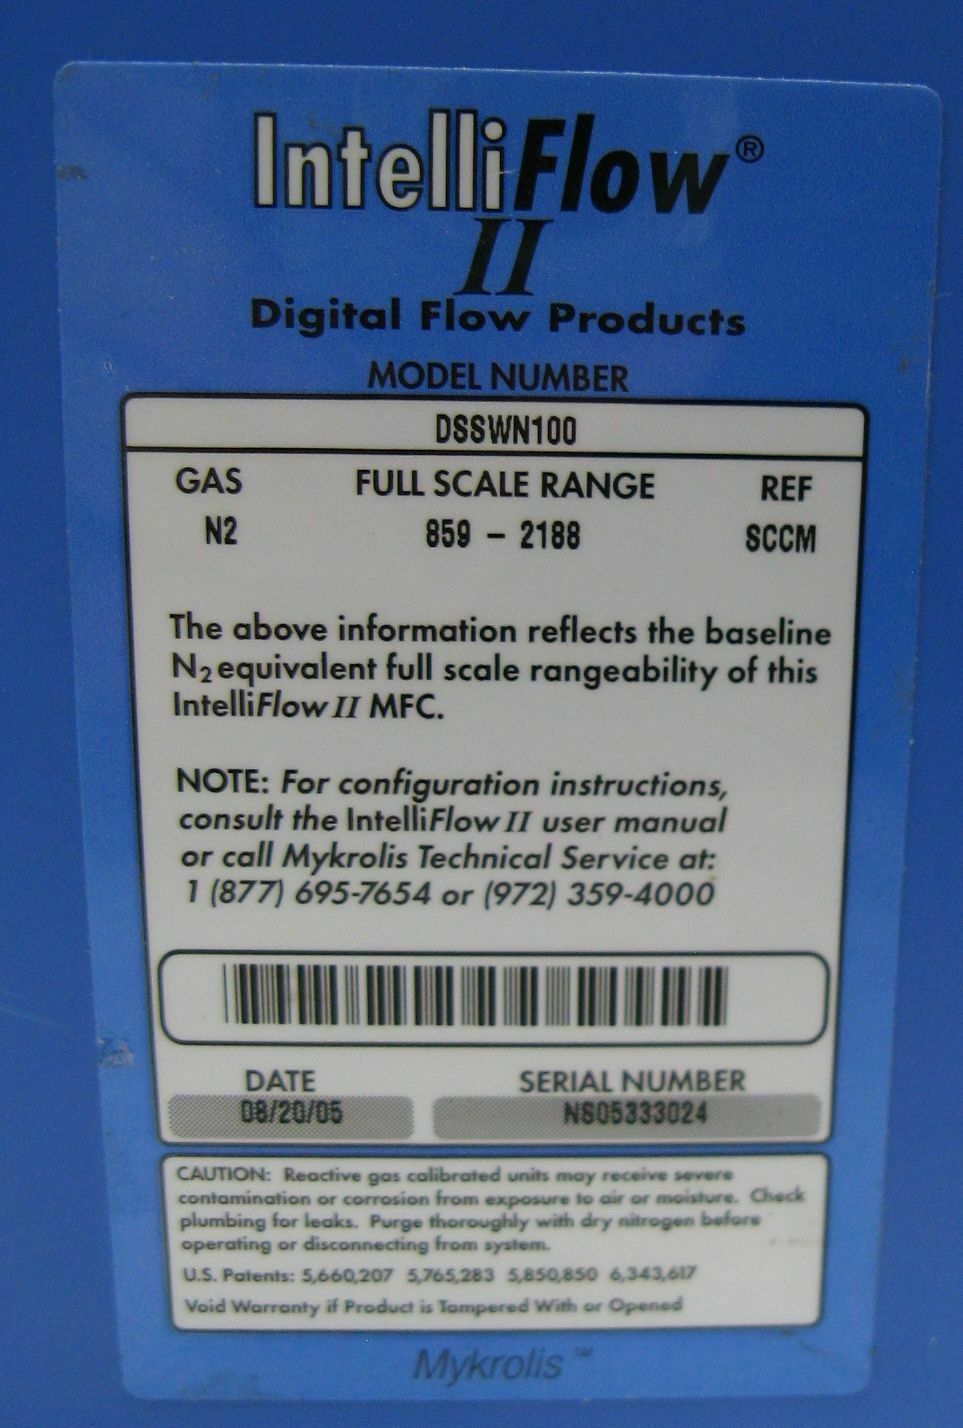 IntelliFlow®
II
Digital Flow Products
MODEL NUMBER
DSSWN100
GAS FULL SCALE RANGE REF
N2 859 - 2188 SCCM
The above information reflects the baseline
N₂ equivalent full scale rangeability of this
IntelliFlow II MFC.
NOTE: For configuration instructions,
consult the IntelliFlow II user manual
or call Mykrolis Technical Service at:
1 (877) 695-7654 or (972) 359-4000
DATE SERIAL NUMBER
08/20/05 NS05333024
CAUTION: Reactive gas calibrated units may receive severe
contamination or corrosion from exposure to air or moisture. Check
plumbing for leaks. Purge thoroughly with dry nitrogen before
operating or disconnecting from system.
U.S. Patents: 5,660,207 5,765,283 5,850,850 6,343,617
Void Warranty if Product is Tampered With or Opened
Mykrolis™